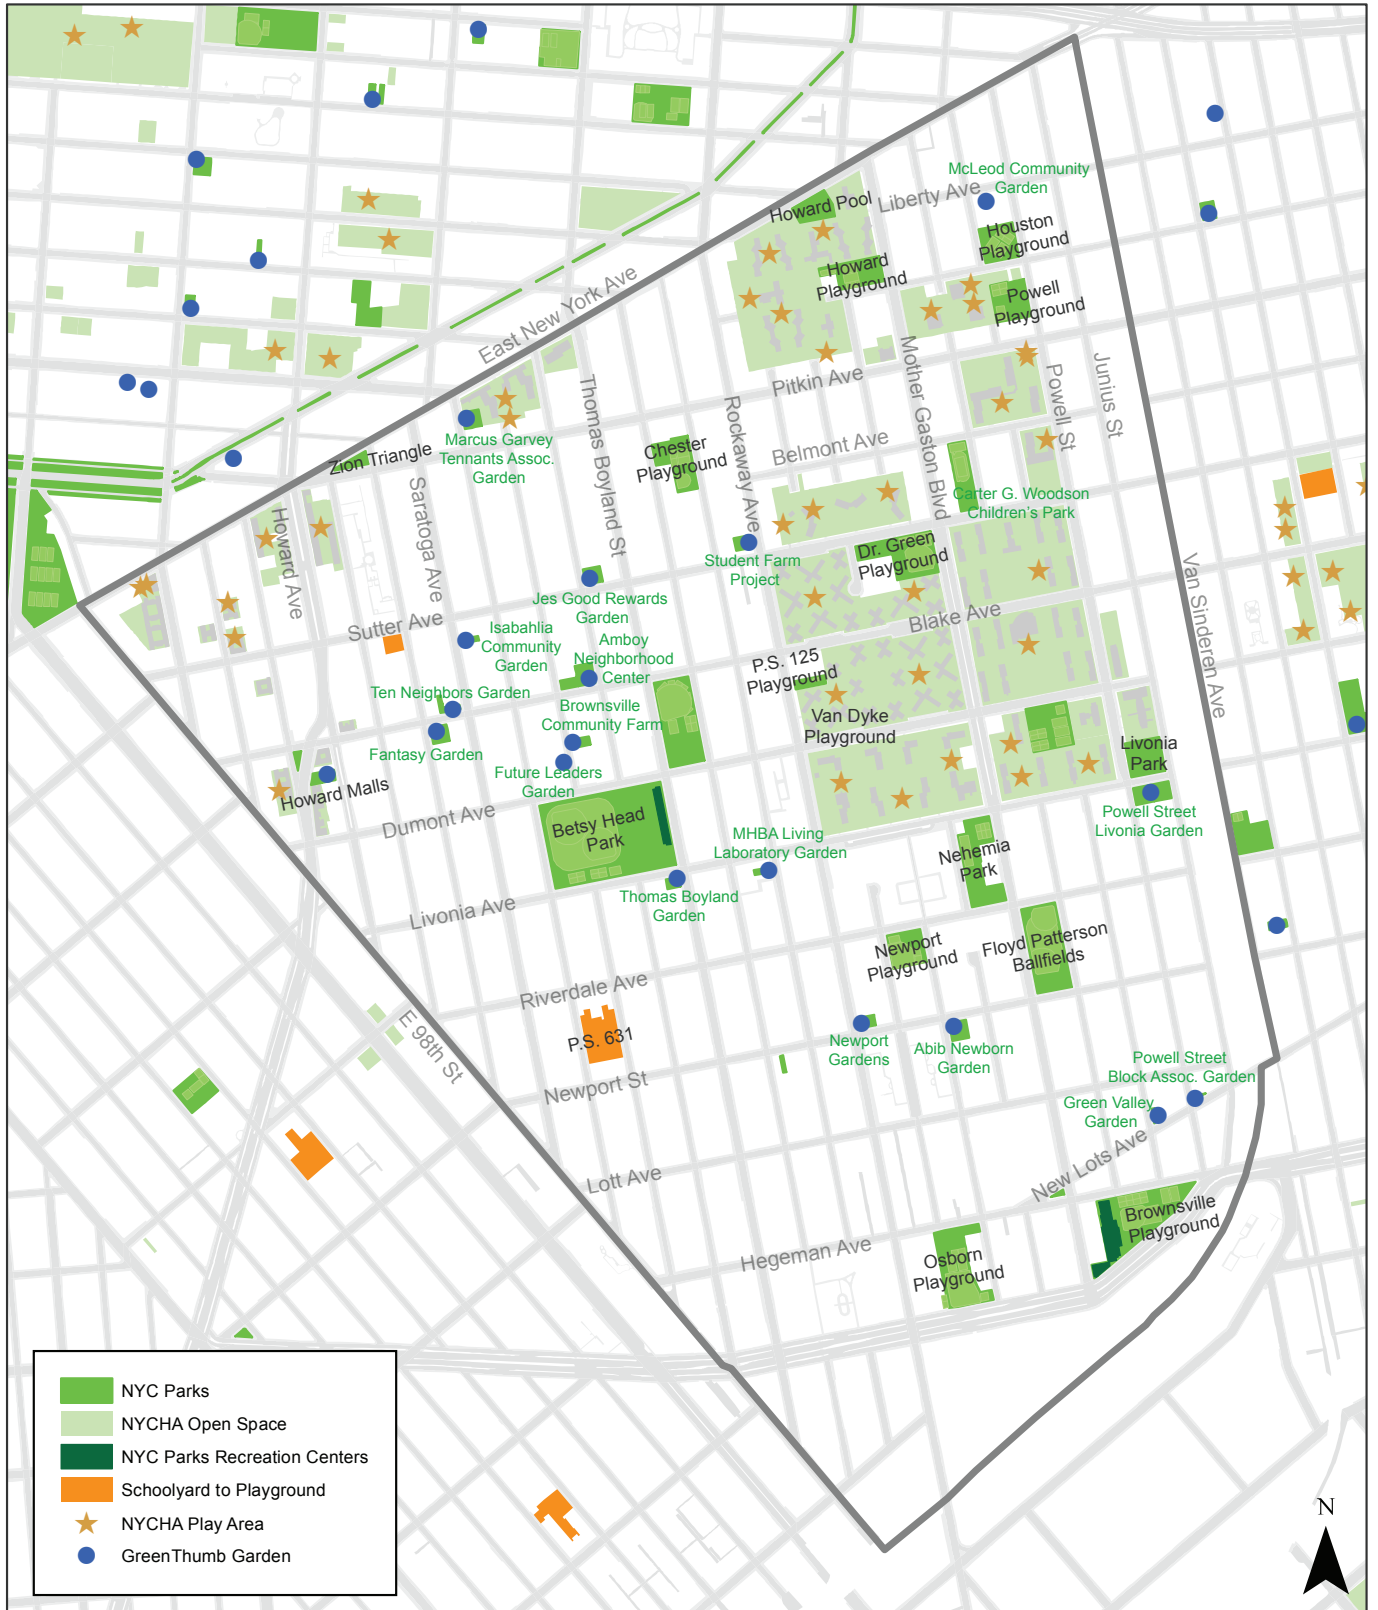 McLeod Community
Garden
Liberty Ave
Howard Pool
Houston
Playground
Howard
Playground
Powell
Playground
East New York Ave
Pitkin Ave
Mother Gaston Blvd
Junius St
Powell St
Thomas Boyland St
Rockaway Ave
Marcus Garvey
Tennants Assoc.
Garden
Zion Triangle
Chester
Playground
Belmont Ave
Saratoga Ave
Howard Ave
Carter G. Woodson
Children's Park
Student Farm
Project
Dr. Green
Playground
Van Sinderen Ave
Jes Good Rewards
Garden
Sutter Ave
Isabahlia
Community
Garden
Amboy
Neighborhood
Center
Blake Ave
P.S. 125
Playground
Ten Neighbors Garden
Brownsville
Community Farm
Van Dyke
Playground
Fantasy Garden
Livonia
Park
Future Leaders
Garden
Howard Malls
Dumont Ave
Betsy Head
Park
Powell Street
Livonia Garden
MHBA Living
Laboratory Garden
Nehemia
Park
Thomas Boyland
Garden
Livonia Ave
Newport
Playground
Floyd Patterson
Ballfields
Riverdale Ave
E 98th St
P.S. 631
Newport
Gardens
Abib Newborn
Garden
Powell Street
Block Assoc. Garden
Newport St
Green Valley
Garden
Lott Ave
New Lots Ave
Brownsville
Playground
Hegeman Ave
Osborn
Playground
NYC Parks
NYCHA Open Space
NYC Parks Recreation Centers
Schoolyard to Playground
NYCHA Play Area
GreenThumb Garden
N